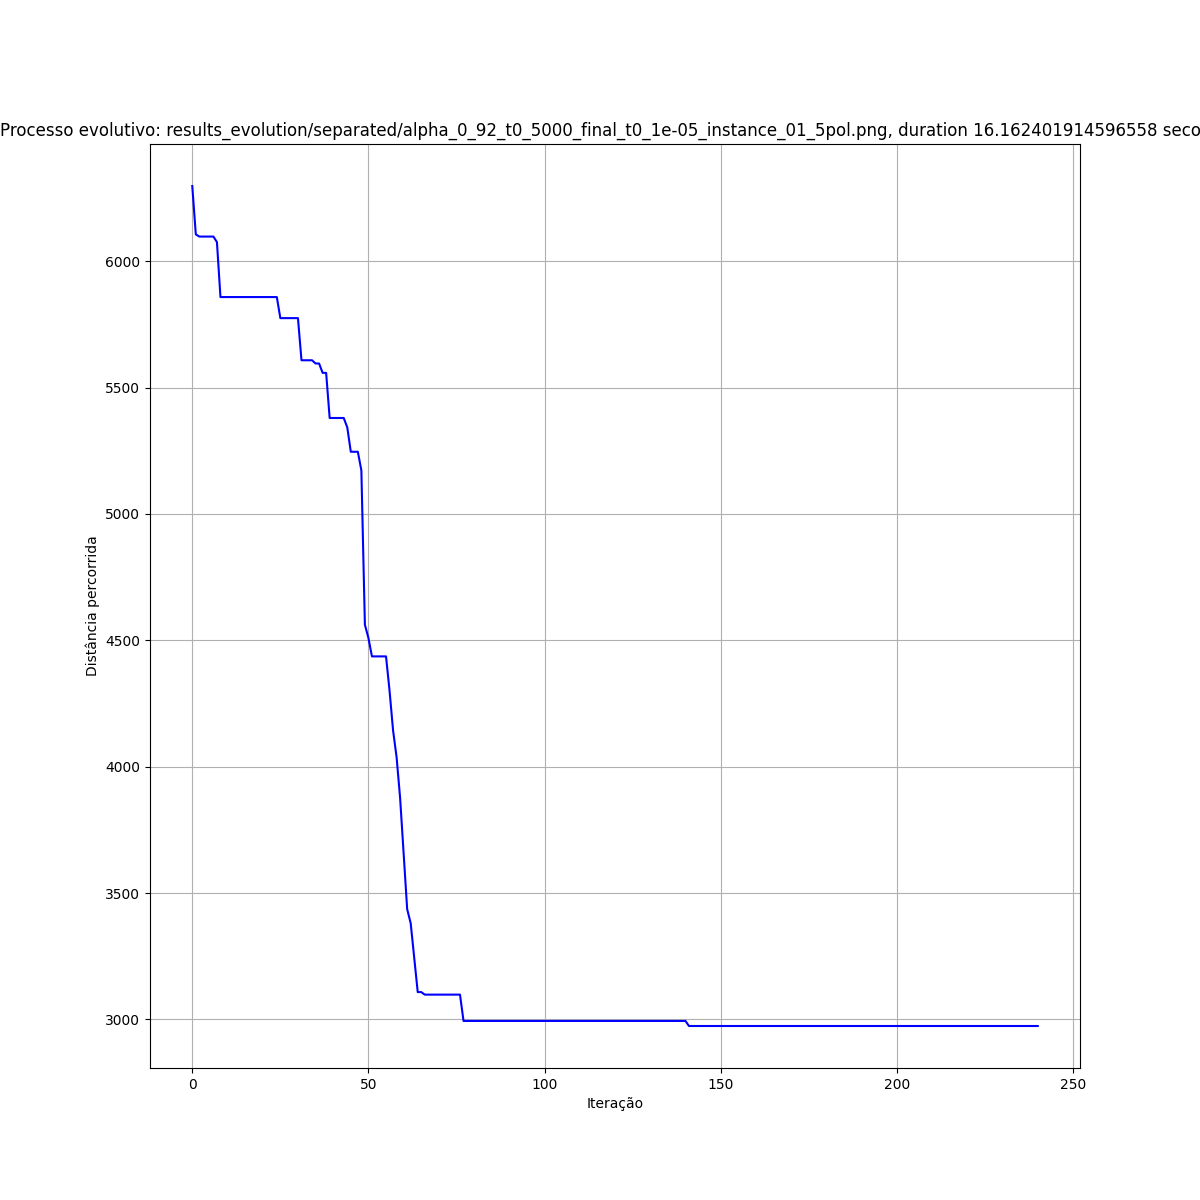 Processo evolutivo: results_evolution/separated/alpha_0_92_t0_5000_final_t0_1e-05_instance_01_5pol.png, duration 16.162401914596558 seco
6000
5500
5000
4500
4000
3500
3000
Distância percorrida
0 50 100 150 200 250
Iteração